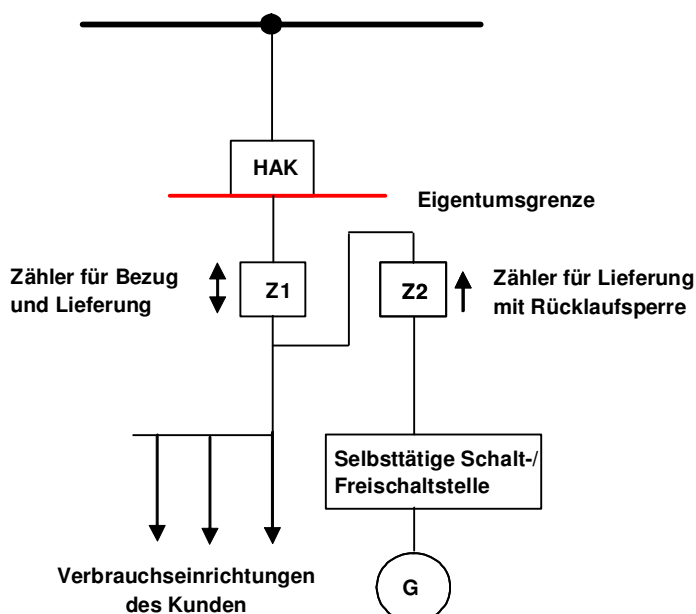 HAK
Eigentumsgrenze
Zähler für Bezug
und Lieferung
Z1
Z2
Zähler für Lieferung
mit Rücklaufsperre
Selbsttätige Schalt-/
Freischaltstelle
Verbrauchseinrichtungen
des Kunden
G